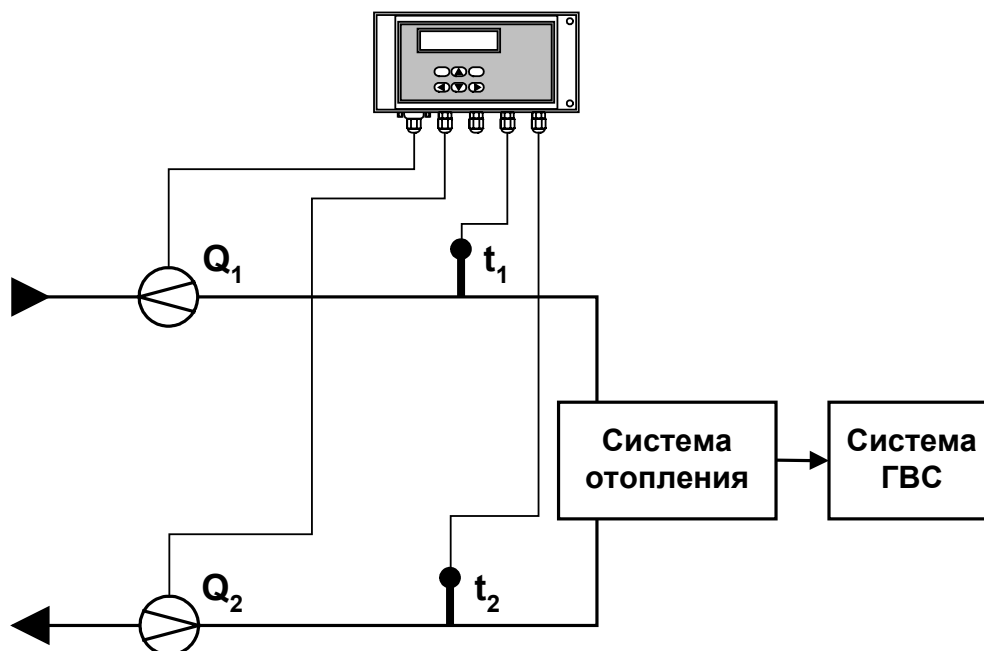 Q1
t1
Система
отопления
Система
ГВС
Q2
t2